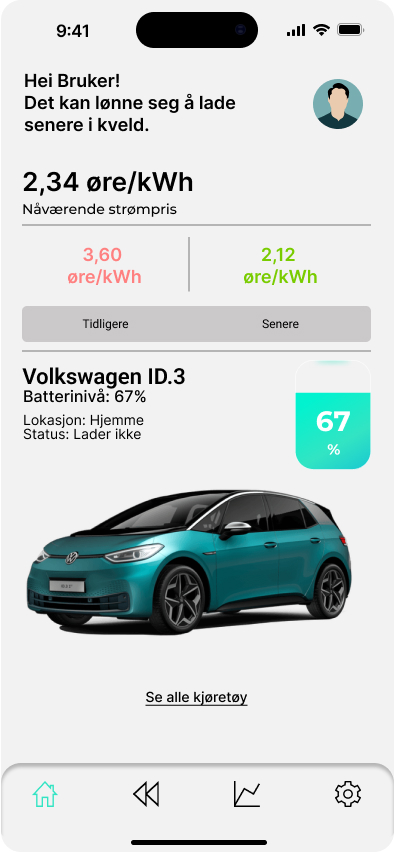 9:41
Hei Bruker!
Det kan lønne seg å lade
senere i kveld.
2,34 øre/kWh
Nåværende strømpris
3,60
øre/kWh
2,12
øre/kWh
Tidligere
Senere
Volkswagen ID.3
Batterinivå: 67%
Lokasjon: Hjemme
Status: Lader ikke
67
%
Se alle kjøretøy